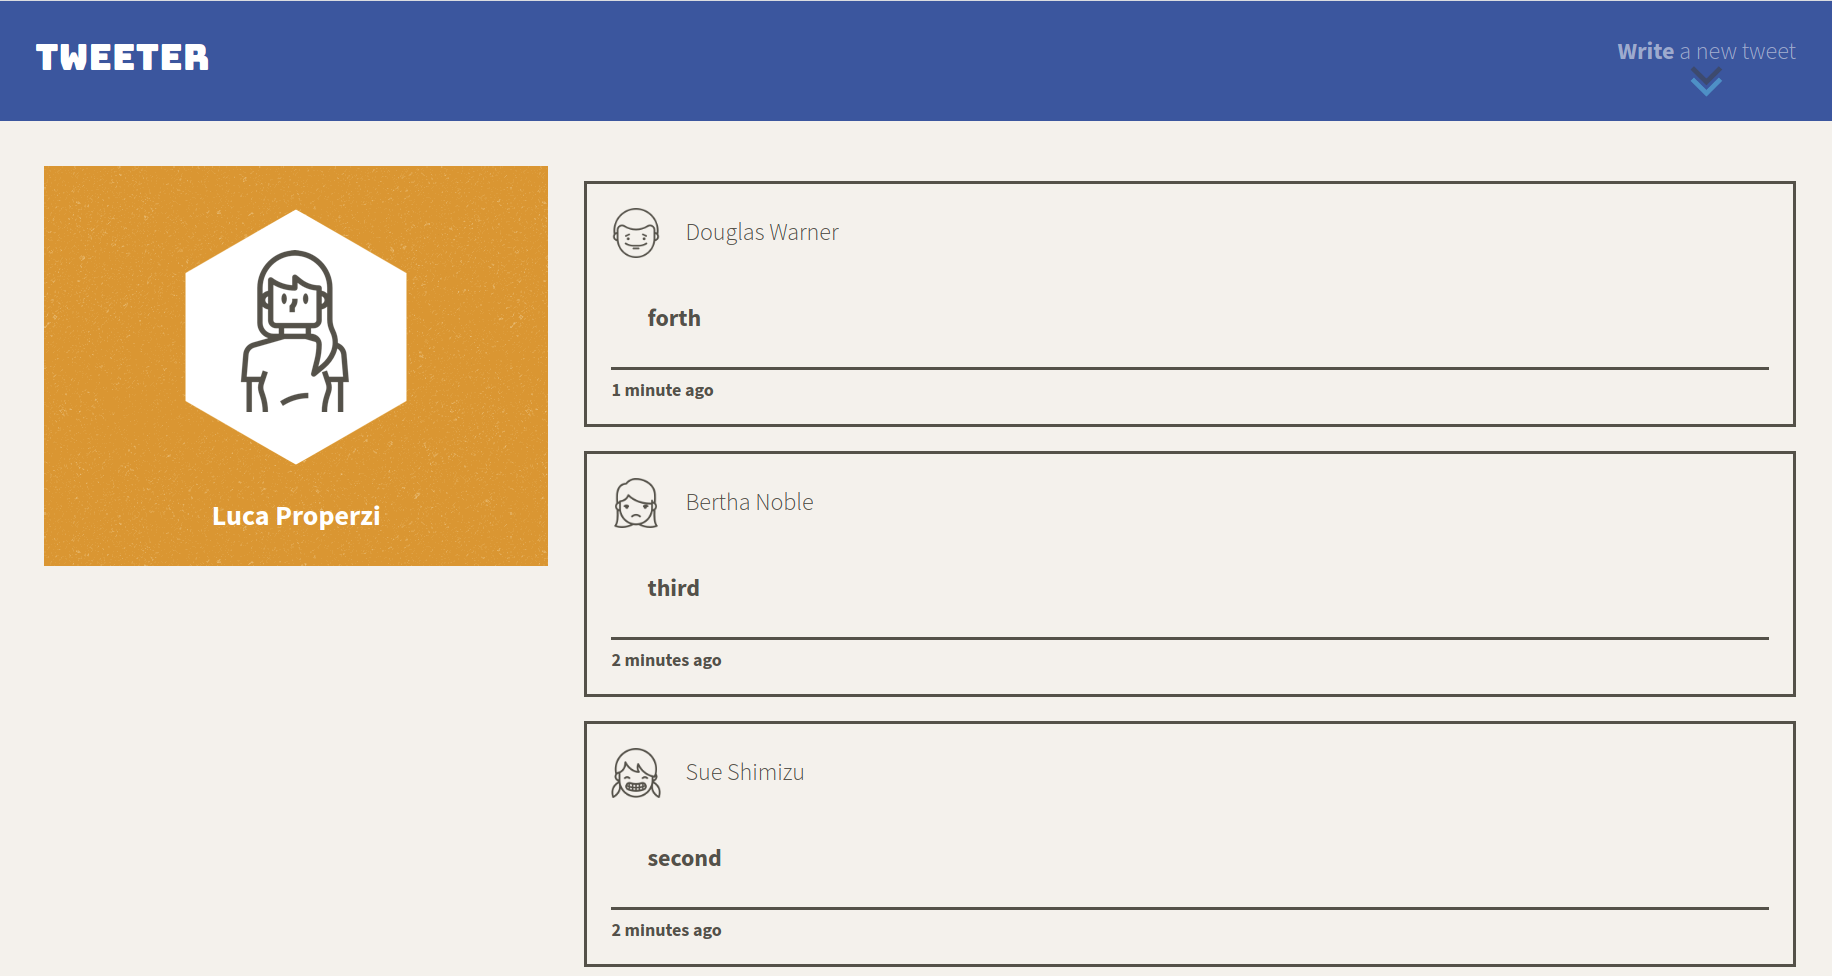 TWEETER
Write a new tweet
Luca Properzi
Douglas Warner
forth
1 minute ago
Bertha Noble
third
2 minutes ago
Sue Shimizu
second
2 minutes ago